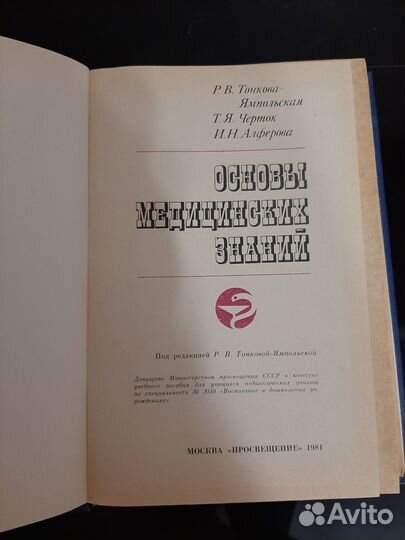 Р. В. Тонкова-
Ямпольская
Т. Я. Черток
И. Н. Алферова
ОСНОВЫ
МЕДИЦИНСКИХ
ЗНАНИЙ
Под редакцией Р. В. Тонковой-Ямпольской
Допущено Министерством просвещения СССР в качестве
учебного пособия для учащихся педагогических училищ
по специальности № 2010 «Воспитание в дошкольных уч-
реждениях»
МОСКВА «ПРОСВЕЩЕНИЕ» 1981
Avito